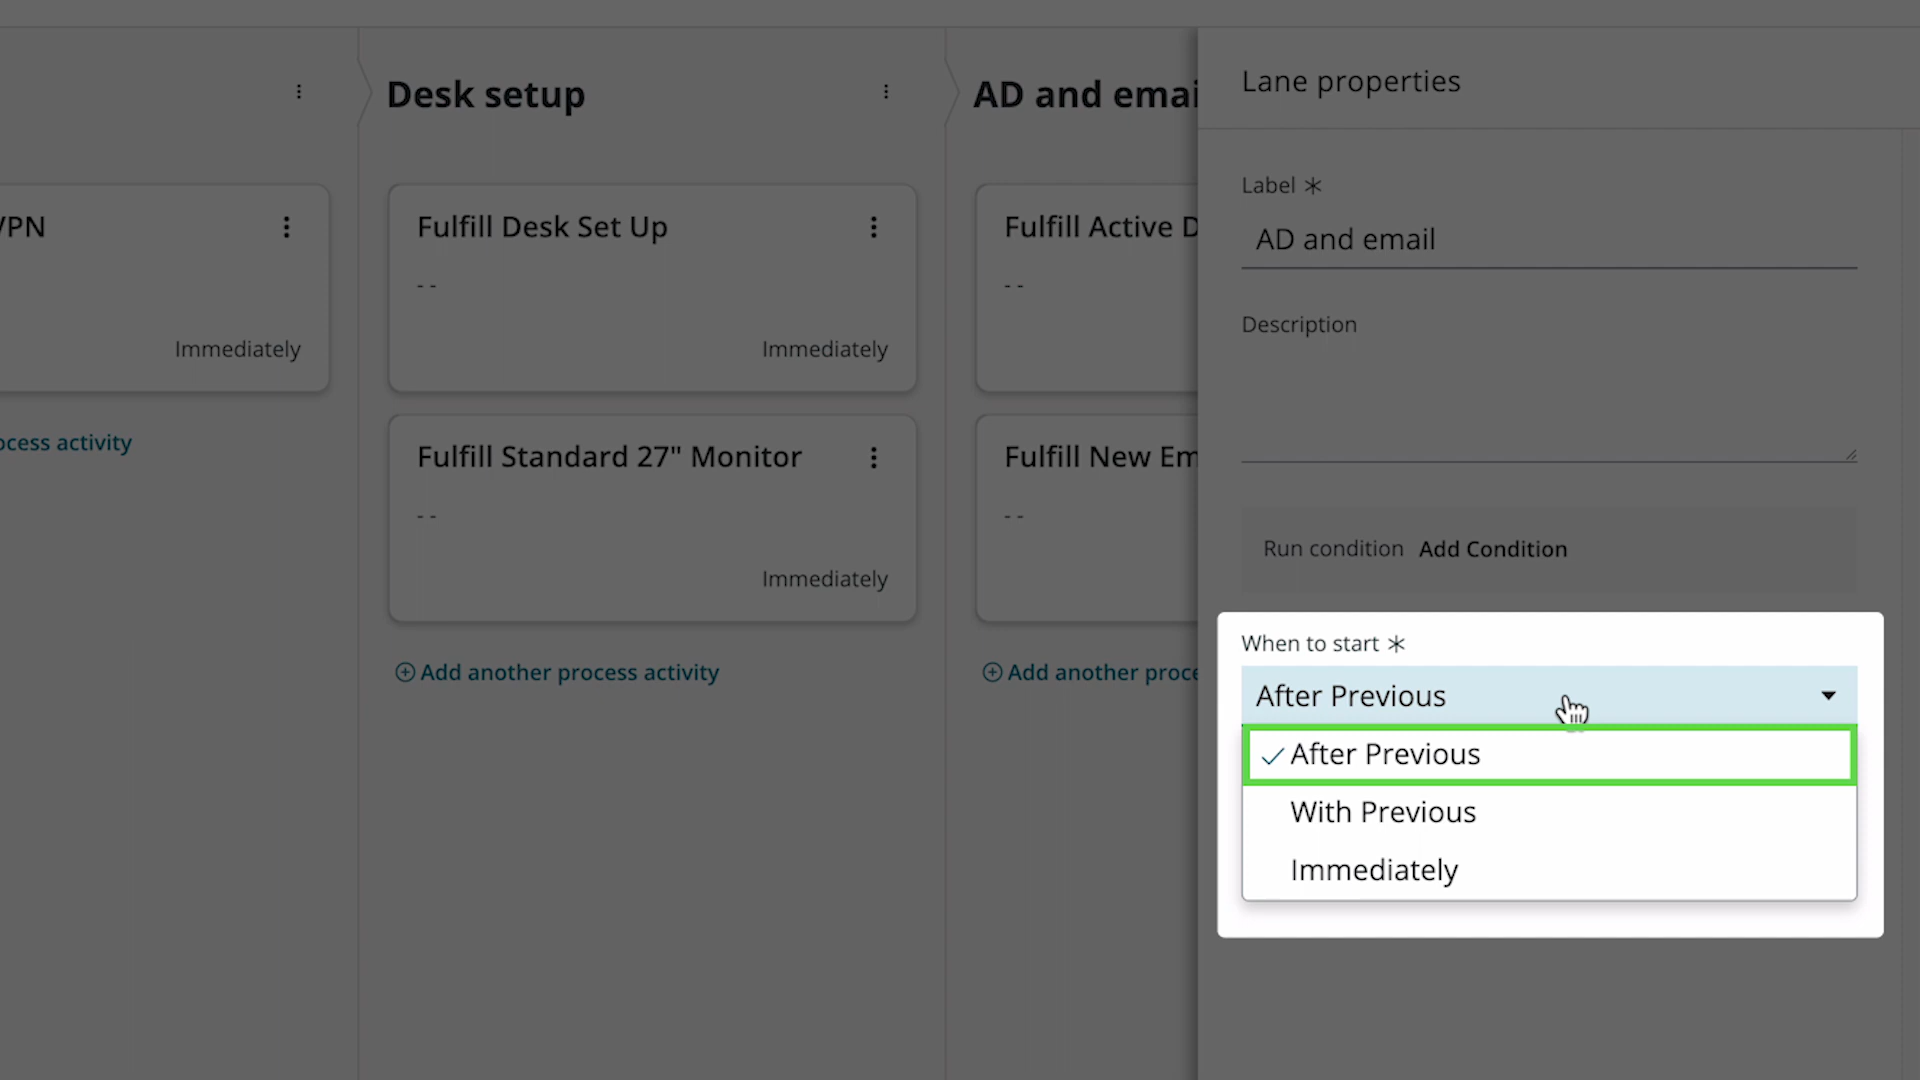 Desk setup
AD and emai
Lane properties
/PN
Fulfill Desk Set Up
--
Immediately
Immediately
ocess activity
Fulfill Standard 27" Monitor
--
Immediately
Add another process activity
Fulfill Active D
--
Fulfill New Em
--
Add another proce
Label *
AD and email
Description
Run condition Add Condition
When to start *
After Previous
After Previous
With Previous
Immediately